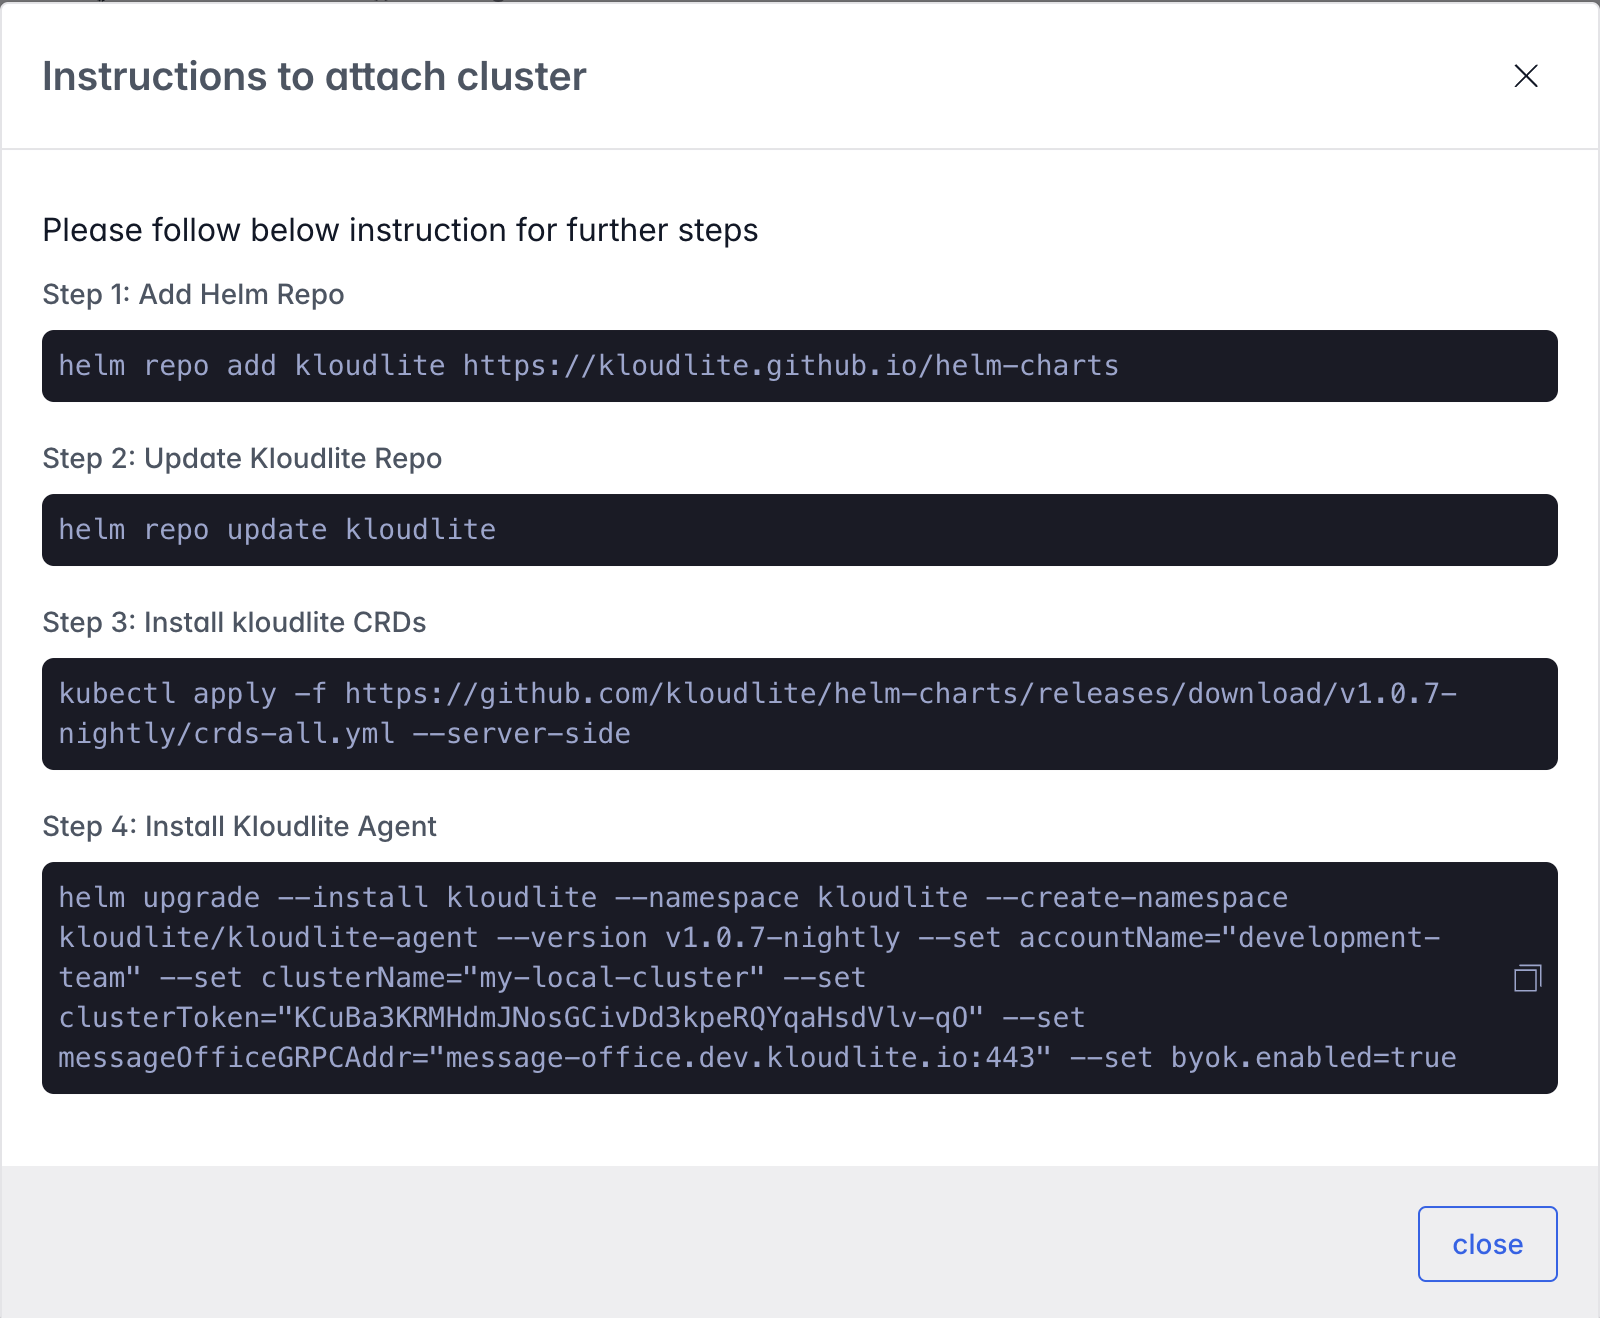 Instructions to attach cluster
Please follow below instruction for further steps
Step 1: Add Helm Repo
helm repo add kloudlite https://kloudlite.github.io/helm-charts
Step 2: Update Kloudlite Repo
helm repo update kloudlite
Step 3: Install kloudlite CRDs
kubectl apply -f https://github.com/kloudlite/helm-charts/releases/download/v1.0.7-
nightly/crds-all.yml --server-side
Step 4: Install Kloudlite Agent
helm upgrade --install kloudlite --namespace kloudlite --create-namespace
kloudlite/kloudlite-agent --version v1.0.7-nightly --set accountName="development-
team" --set clusterName="my-local-cluster" --set
clusterToken="KCuBa3KRMHdmJNosGCivDd3kpeRQYqaHsdVlv-qO" --set
messageOfficeGRPCAddr="message-office.dev.kloudlite.io:443" --set byok.enabled=true
close